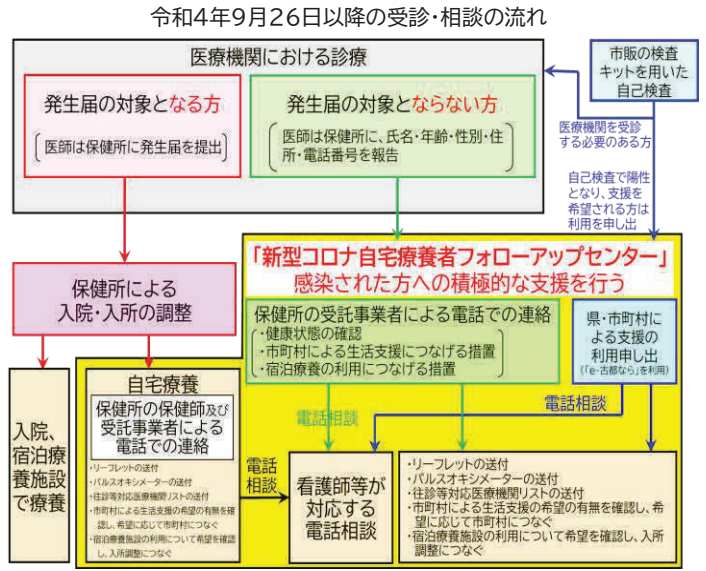 令和4年9月26日以降の受診・相談の流れ
医療機関における診療
発生届の対象となる方
医師は保健所に発生届を提出
発生届の対象とならない方
医師は保健所に、氏名・年齢・性別・住
所・電話番号を報告
市販の検査
キットを用いた
自己検査
医療機関を受診
する必要のある方
自己検査で陽性
となり、支援を
希望される方は
利用を申し出
「新型コロナ自宅療養者フォローアップセンター」
感染された方への積極的な支援を行う
保健所による
入院・入所の調整
保健所の受託事業者による電話での連絡
・健康状態の確認
・市町村による生活支援につなげる措置
・宿泊療養の利用につなげる措置
県・市町村に
よる支援の
利用申し出
(「e-古都なら」を利用)
入院、
宿泊療
養施設
で療養
自宅療養
保健所の保健師及び
受託事業者による
電話での連絡
・リーフレットの送付
・パルスオキシメーターの送付
・往診等対応医療機関リストの送付
・市町村による生活支援の希望の有無を確
認し、希望に応じて市町村につなぐ
・宿泊療養施設の利用について希望を確認
し、入所調整につなぐ
電話
相談
電話相談
電話相談
看護師等が
対応する
電話相談
・リーフレットの送付
・パルスオキシメーターの送付
・往診等対応医療機関リストの送付
・市町村による生活支援の希望の有無を確認し、希
望に応じて市町村につなぐ
・宿泊療養施設の利用について希望を確認し、入所
調整につなぐ